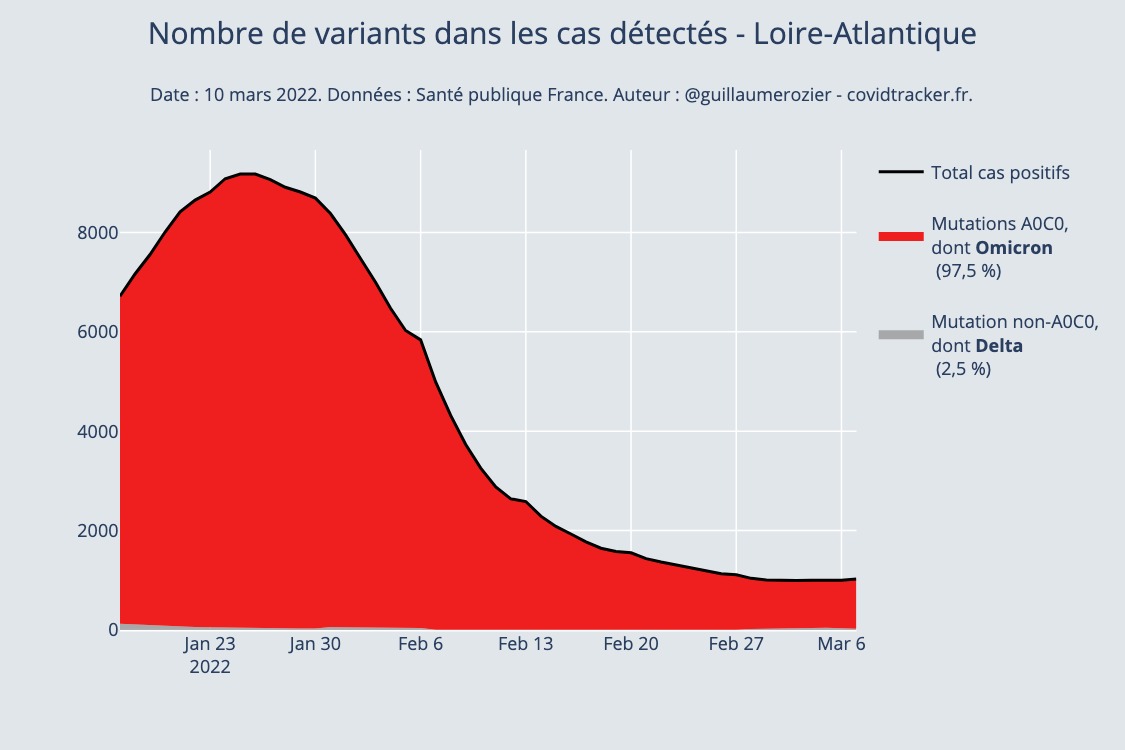 Nombre de variants dans les cas détectés - Loire-Atlantique
Date : 10 mars 2022. Données : Santé publique France. Auteur : @guillaumerozier - covidtracker.fr.
Total cas positifs
Mutations A0C0,
dont Omicron
(97,5 %)
Mutation non-A0C0,
dont Delta
(2,5 %)
8000
6000
4000
2000
0
Jan 23
2022
Jan 30
Feb 6
Feb 13
Feb 20
Feb 27
Mar 6